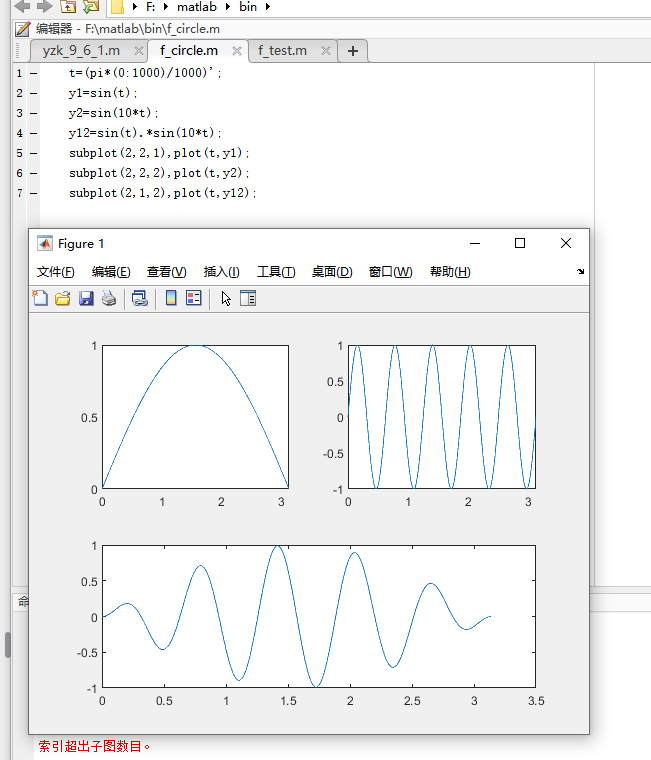 F: matlab bin
编辑器 - F:\matlab\bin\f_circle.m
yzk_9_6_1.m × f_circle.m × f_test.m × +
1 – t=(pi*(0:1000)/1000)';
2 – y1=sin(t);
3 – y2=sin(10*t);
4 – y12=sin(t).*sin(10*t);
5 – subplot(2,2,1),plot(t,y1);
6 – subplot(2,2,2),plot(t,y2);
7 – subplot(2,1,2),plot(t,y12);
Figure 1
文件(F) 编辑(E) 查看(V) 插入(I) 工具(T) 桌面(D) 窗口(W) 帮助(H)
1
0.5
0
0 1 2 3
1
0.5
0
-0.5
-1
0 1 2 3
1
0.5
0
-0.5
-1
0 0.5 1 1.5 2 2.5 3 3.5
索引超出子图数目。